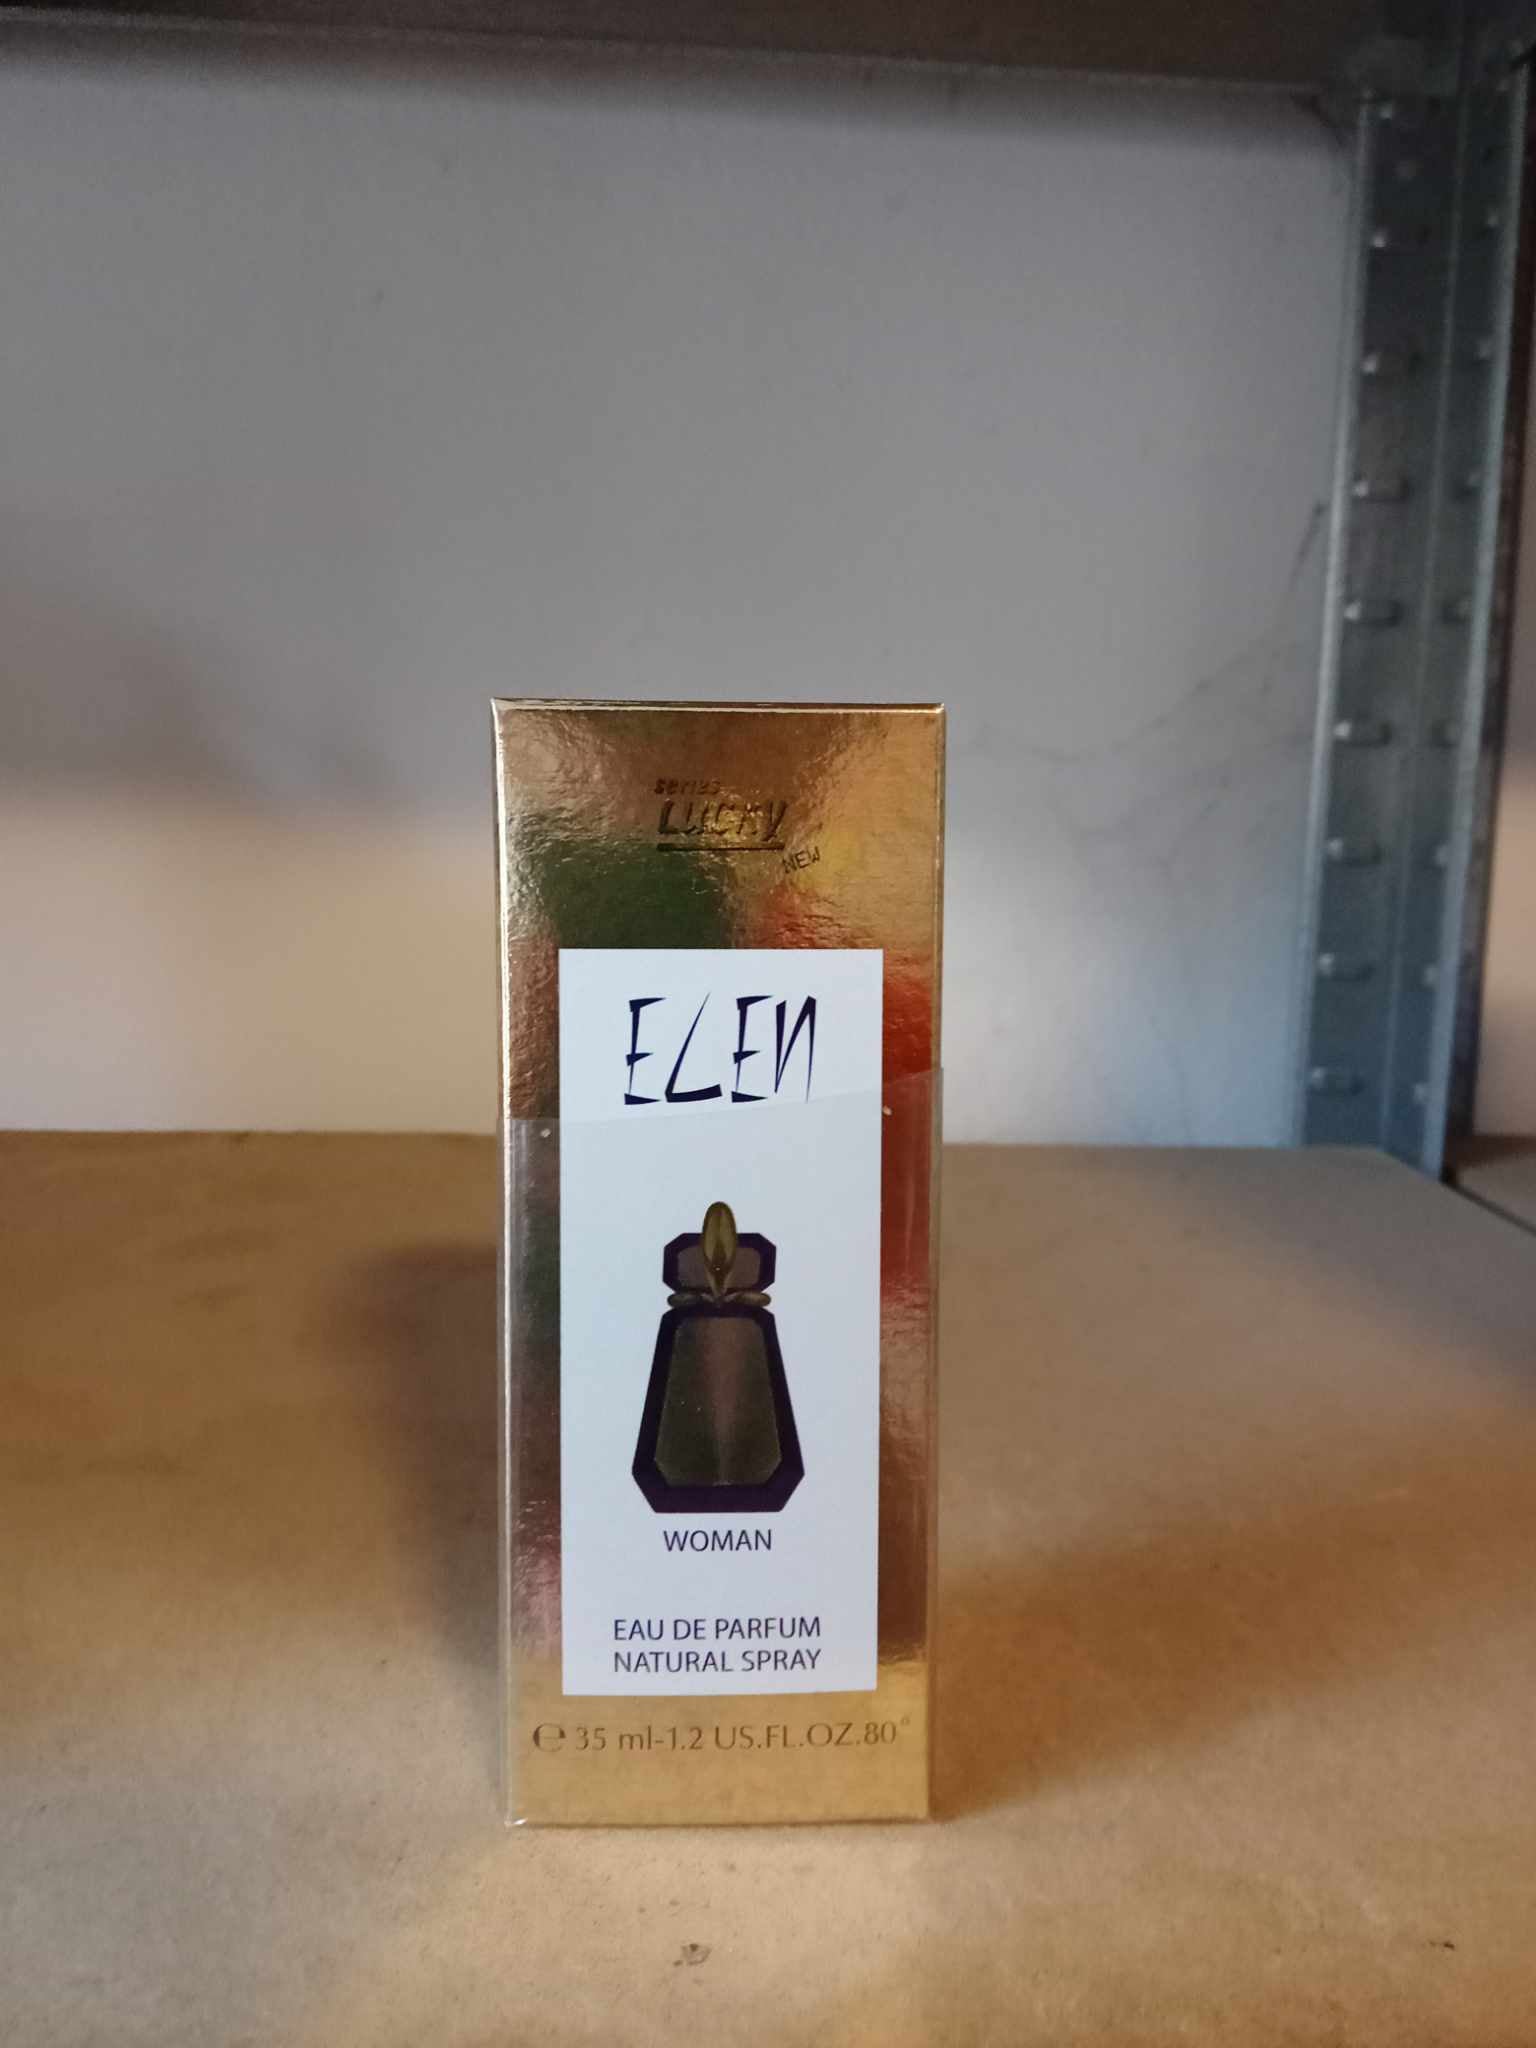 series
LUCKY
NEW
ELEN
WOMAN
EAU DE PARFUM
NATURAL SPRAY
℮ 35 ml-1.2 US.FL.OZ.80°